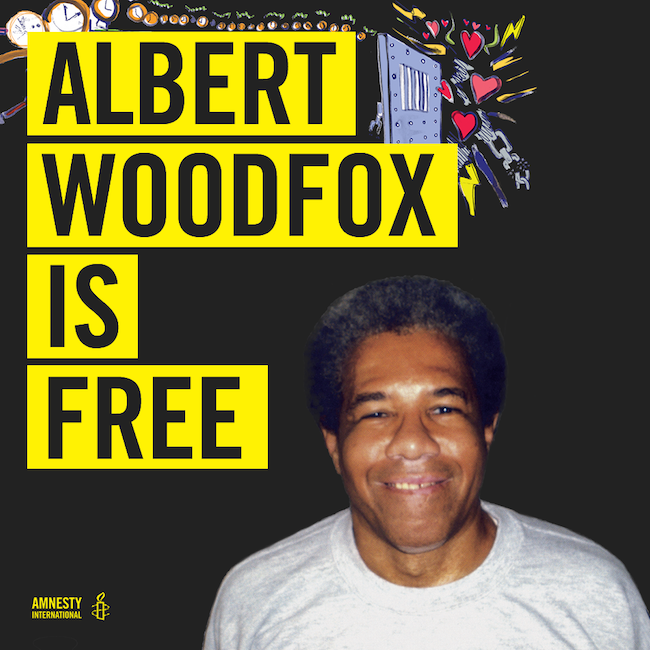 ALBERT
WOODFOX
IS
FREE
AMNESTY
INTERNATIONAL